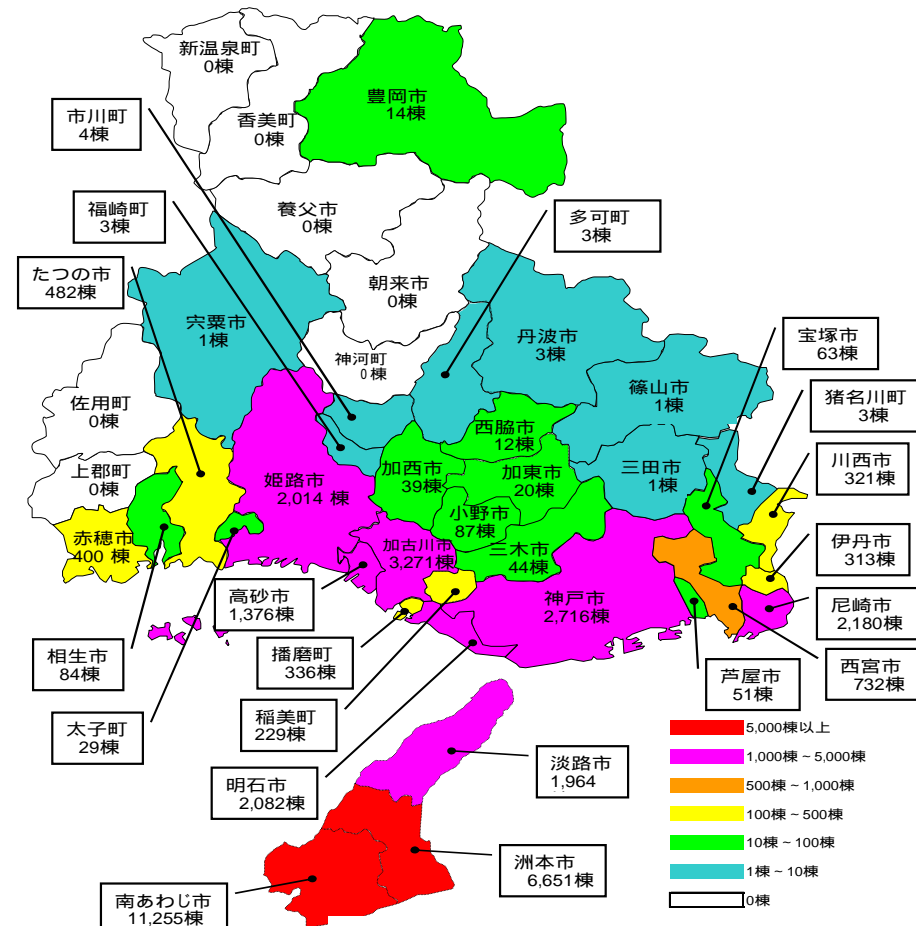 新温泉町
0棟
香美町
0棟
豊岡市
14棟
市川町
4棟
養父市
0棟
福崎町
3棟
多可町
3棟
たつの市
482棟
朝来市
0棟
宍粟市
1棟
丹波市
3棟
宝塚市
63棟
神河町
0棟
佐用町
0棟
篠山市
1棟
猪名川町
3棟
西脇市
12棟
川西市
321棟
上郡町
0棟
姫路市
2,014 棟
加西市
39棟
加東市
20棟
三田市
1棟
赤穂市
400 棟
小野市
87棟
加古川市
3,271棟
三木市
44棟
伊丹市
313棟
高砂市
1,376棟
神戸市
2,716棟
尼崎市
2,180棟
相生市
84棟
播磨町
336棟
芦屋市
51棟
西宮市
732棟
太子町
29棟
稲美町
229棟
明石市
2,082棟
淡路市
1,964
洲本市
6,651棟
南あわじ市
11,255棟
5,000棟以上
1,000棟～5,000棟
500棟～1,000棟
100棟～500棟
10棟～100棟
1棟～10棟
0棟